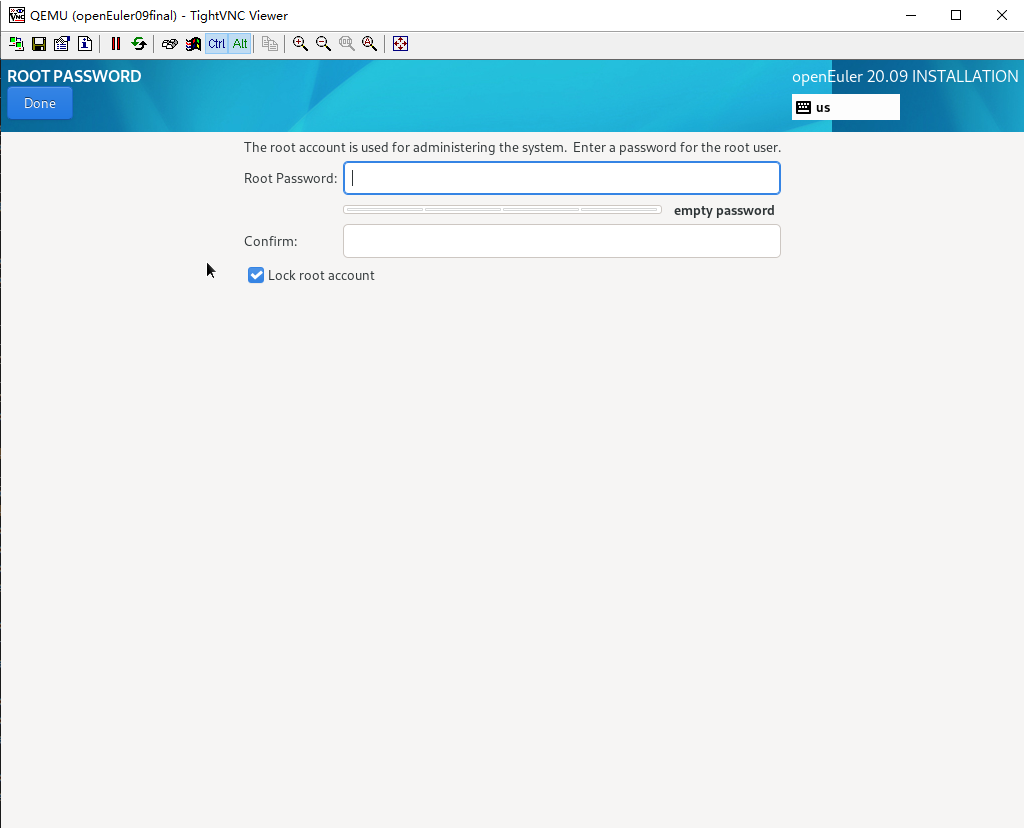 QEMU (openEuler09final) - TightVNC Viewer
Ctrl Alt
ROOT PASSWORD
openEuler 20.09 INSTALLATION
Done
us
The root account is used for administering the system. Enter a password for the root user.
Root Password:
empty password
Confirm:
Lock root account